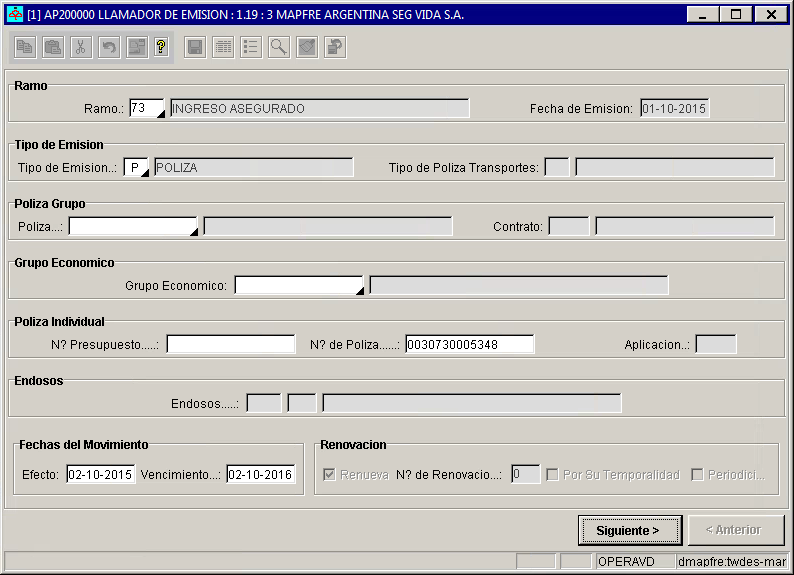 [1] AP200000 LLAMADOR DE EMISION : 1.19 : 3 MAPFRE ARGENTINA SEG VIDA S.A.
Ramo
Ramo.: 73 INGRESO ASEGURADO Fecha de Emision: 01-10-2015
Tipo de Emision
Tipo de Emision..: P POLIZA Tipo de Poliza Transportes:
Poliza Grupo
Poliza...: Contrato:
Grupo Economico
Grupo Economico:
Poliza Individual
N? Presupuesto.....: N? de Poliza......: 0030730005348 Aplicacion..:
Endosos
Endosos.....:
Fechas del Movimiento Renovacion
Efecto: 02-10-2015 Vencimiento...: 02-10-2016 Renueva N? de Renovacio...: 0 Por Su Temporalidad Periodici...
Siguiente > < Anterior
OPERAVD dmapfre:twdes-mar